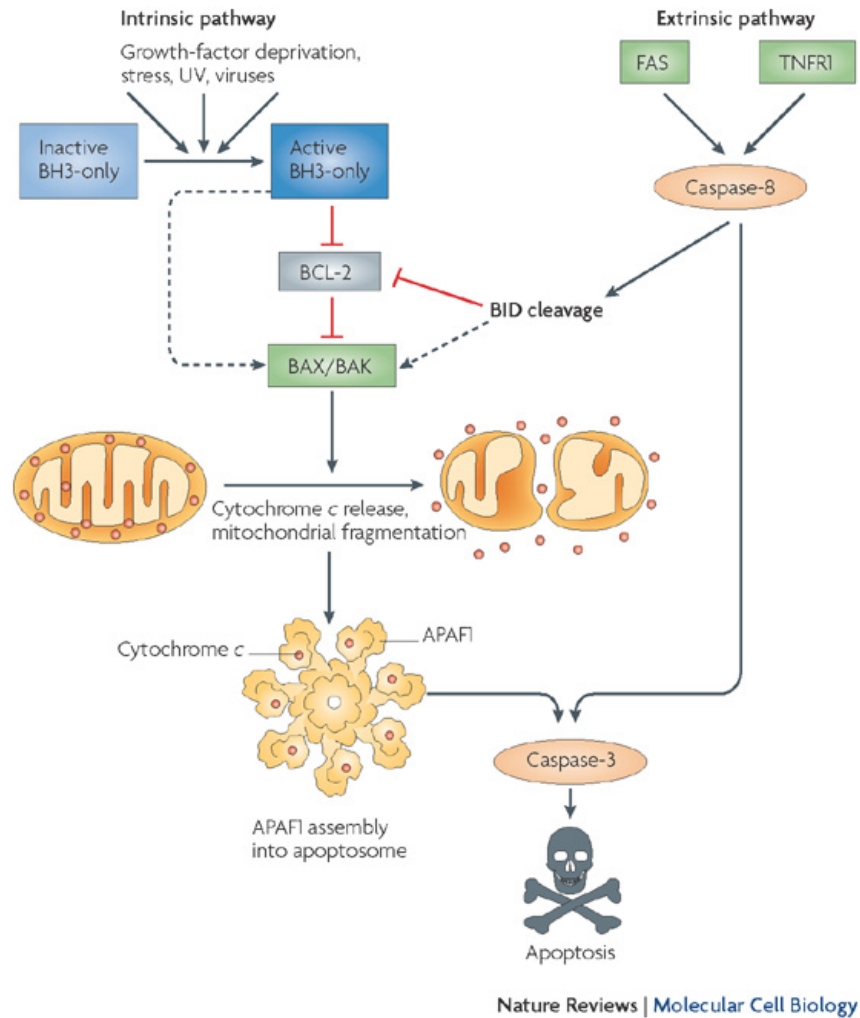 Intrinsic pathway
Extrinsic pathway
Growth-factor deprivation,
stress, UV, viruses
FAS
TNFR1
Inactive
BH3-only
Active
BH3-only
Caspase-8
BCL-2
BID cleavage
BAX/BAK
Cytochrome c release,
mitochondrial fragmentation
Cytochrome c
APAF1
Caspase-3
APAF1 assembly
into apoptosome
Apoptosis
Nature Reviews | Molecular Cell Biology